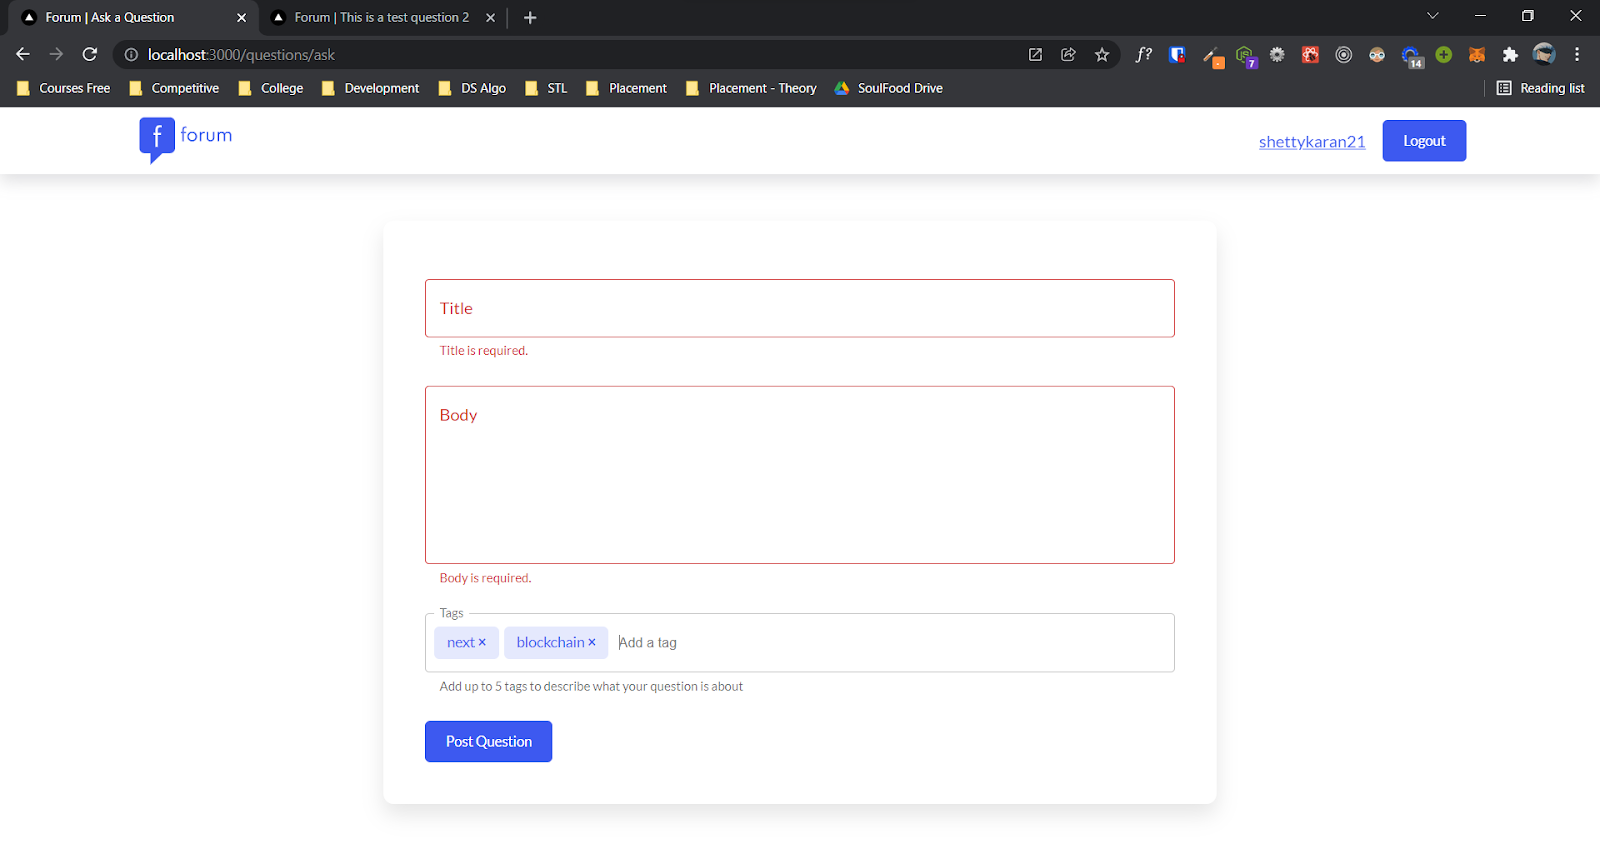 Forum | Ask a Question
Forum | This is a test question 2
localhost:3000/questions/ask
f?
7
14
Courses Free
Competitive
College
Development
DS Algo
STL
Placement
Placement - Theory
SoulFood Drive
Reading list
f forum
shettykaran21
Logout
Title
Title is required.
Body
Body is required.
Tags
next ×
blockchain ×
Add a tag
Add up to 5 tags to describe what your question is about
Post Question